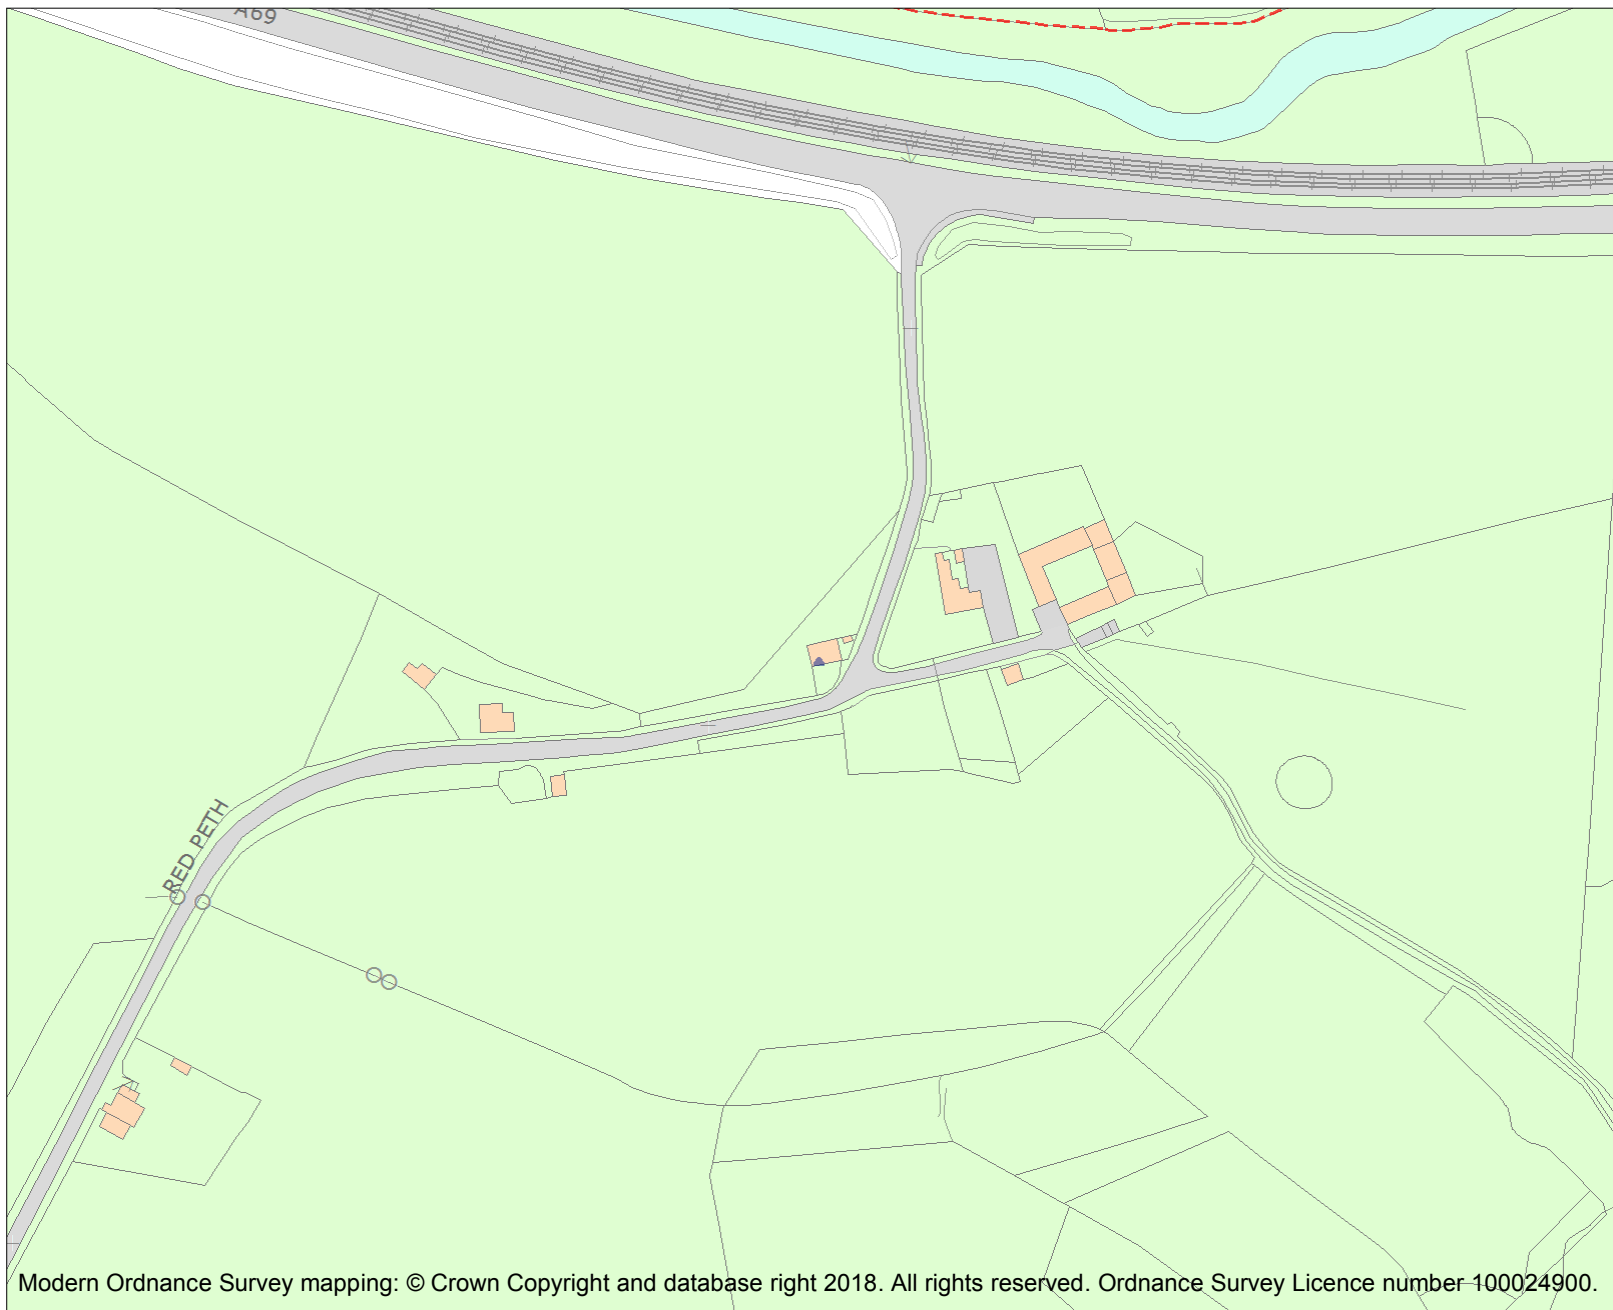 A69
RED PETH
Modern Ordnance Survey mapping: © Crown Copyright and database right 2018. All rights reserved. Ordnance Survey Licence number 100024900.